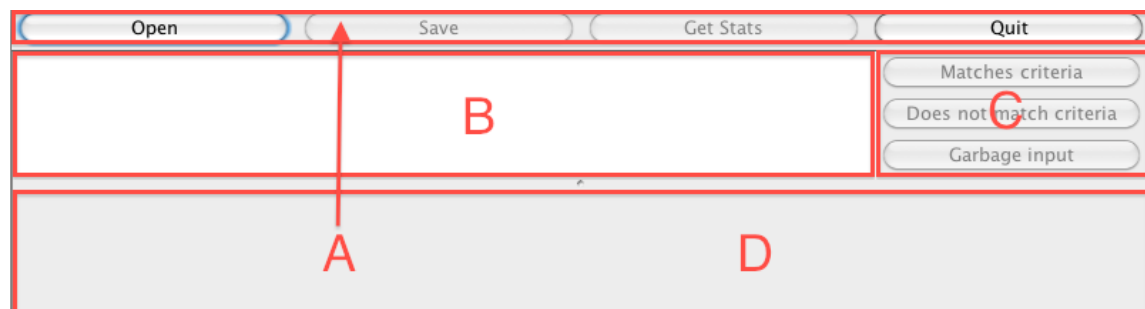 Open Save Get Stats Quit
Matches criteria
B
Does not match criteria
C
Garbage input
A
D